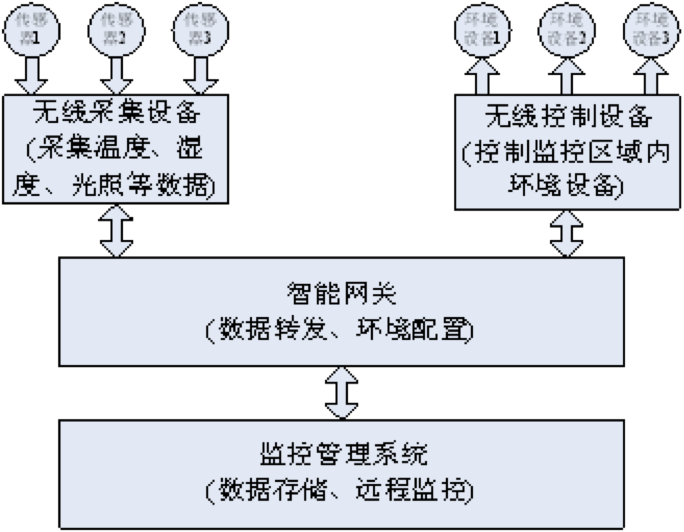 传感
器1
传感
器2
传感
器3
环境
设备1
环境
设备2
环境
设备3
无线采集设备
(采集温度、湿
度、光照等数据)
无线控制设备
(控制监控区域内
环境设备)
智能网关
(数据转发、环境配置)
监控管理系统
(数据存储、远程监控)